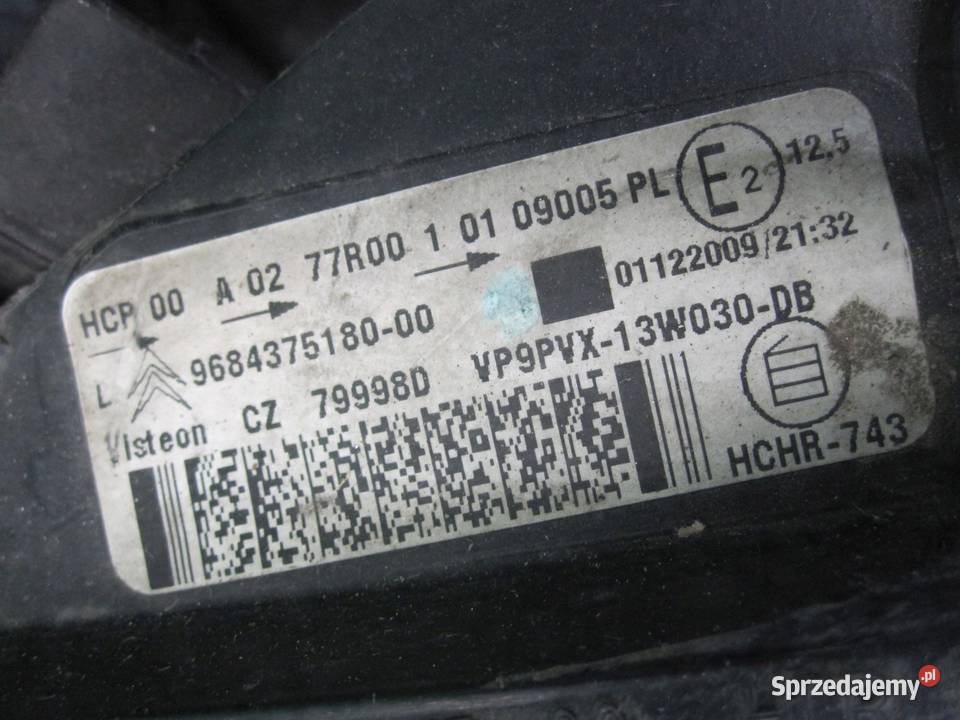 HCP 00 A 02 77R00 1 01 09005 PL E2 12,5
L 9684375180-00 01122009/21:32
Visteon CZ 79998D VP9PVX-13W030-DB
HCHR-743
Sprzedajemy.pl